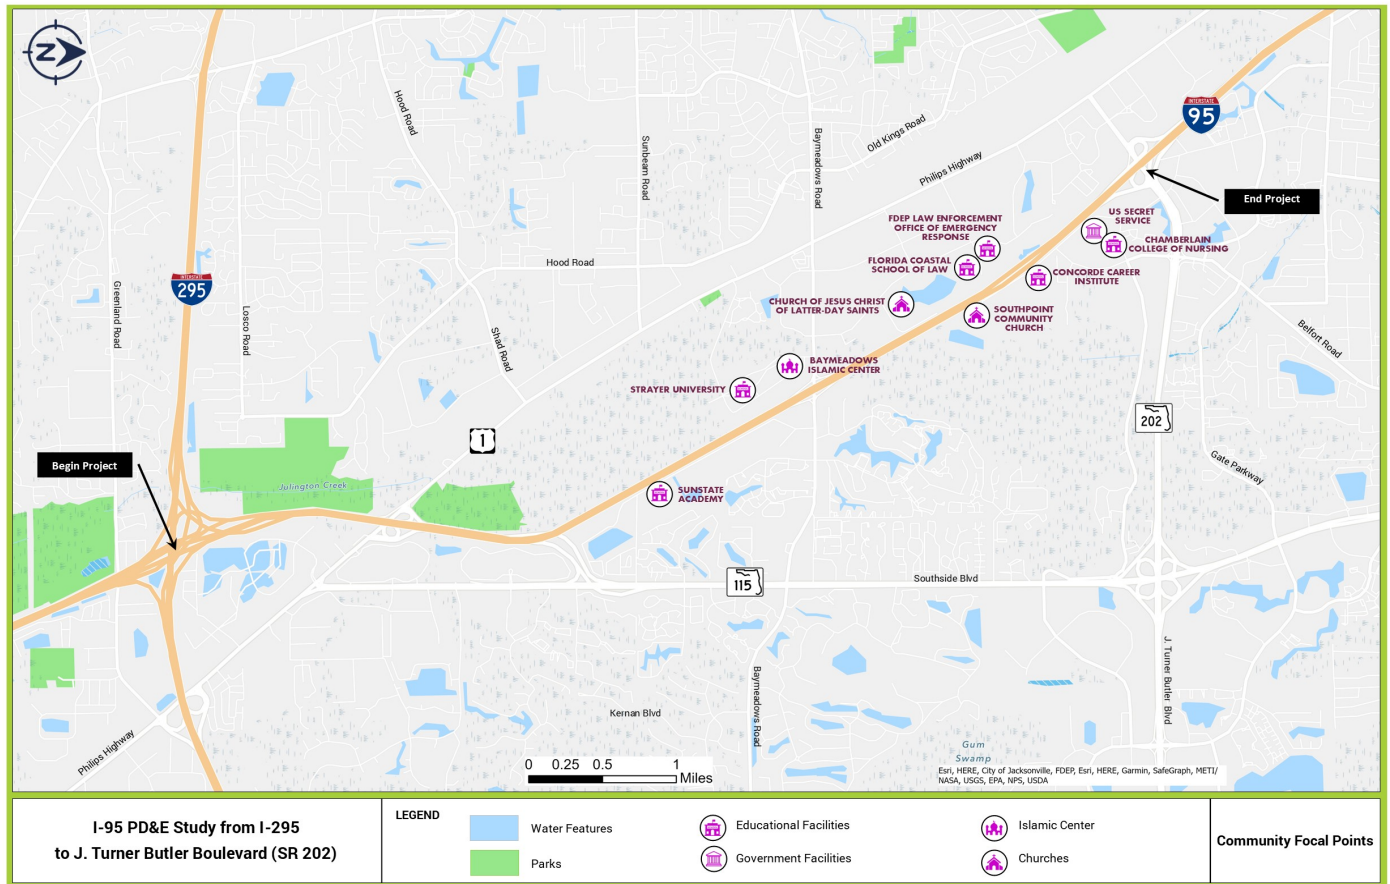 N
INTERSTATE
95
End Project
Hood Road
Sunbeam Road
Baymeadows Road
Old Kings Road
Philips Highway
US SECRET
SERVICE
CHAMBERLAIN
COLLEGE OF NURSING
FDEP LAW ENFORCEMENT
OFFICE OF EMERGENCY
RESPONSE
FLORIDA COASTAL
SCHOOL OF LAW
CONCORDE CAREER
INSTITUTE
Hood Road
INTERSTATE
295
Greenland Road
Losco Road
CHURCH OF JESUS CHRIST
OF LATTER-DAY SAINTS
SOUTHPOINT
COMMUNITY
CHURCH
Belfort Road
Shad Road
BAYMEADOWS
ISLAMIC CENTER
STRAYER UNIVERSITY
202
1
Begin Project
Julington Creek
SUNSTATE
ACADEMY
Gate Parkway
115
Southside Blvd
J. Turner Butler Blvd
Baymeadows Road
Kernan Blvd
Philips Highway
Gum
Swamp
0 0.25 0.5 1
Miles
Esri, HERE, City of Jacksonville, FDEP, Esri, HERE, Garmin, SafeGraph, METI/
NASA, USGS, EPA, NPS, USDA
I-95 PD&E Study from I-295
to J. Turner Butler Boulevard (SR 202)
LEGEND
Water Features
Parks
Educational Facilities
Government Facilities
Islamic Center
Churches
Community Focal Points